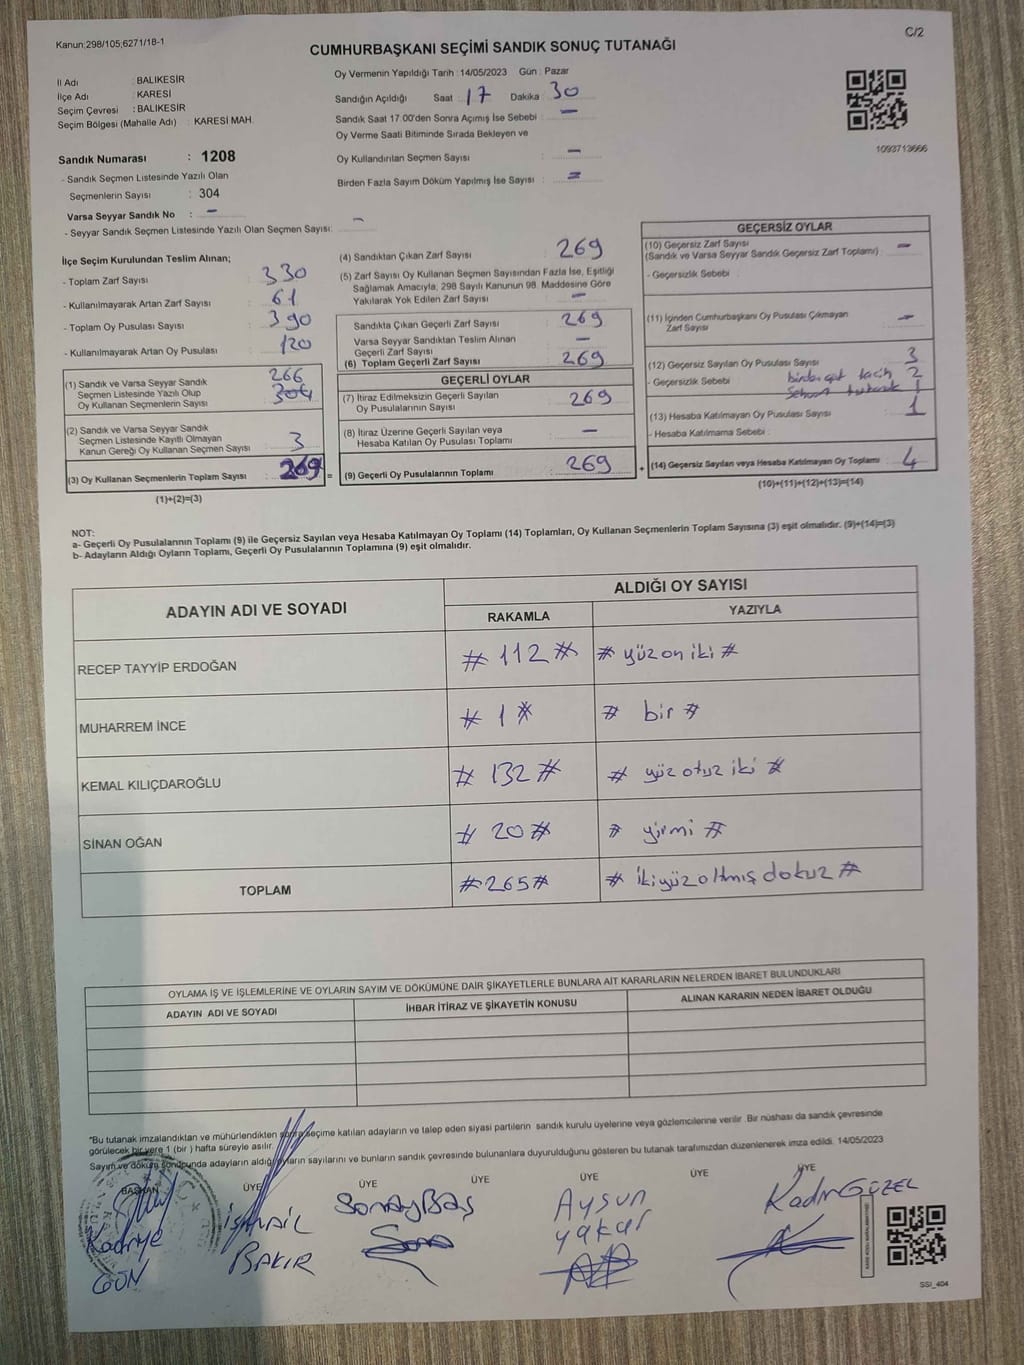 Kanun:298/105;6271/18-1
C/2
CUMHURBAŞKANI SEÇİMİ SANDIK SONUÇ TUTANAĞI
İl Adı : BALIKESİR
İlçe Adı : KARESİ
Seçim Çevresi : BALIKESİR
Seçim Bölgesi (Mahalle Adı) : KARESİ MAH.
Oy Vermenin Yapıldığı Tarih : 14/05/2023 Gün : Pazar
Sandığın Açıldığı Saat : 17 Dakika : 30
Sandık Saat 17.00'den Sonra Açımış İse Sebebi : —
Oy Verme Saati Bitiminde Sırada Bekleyen ve
Oy Kullandırılan Seçmen Sayısı : —
Birden Fazla Sayım Döküm Yapılmış İse Sayısı : =
1093713666
Sandık Numarası : 1208
- Sandık Seçmen Listesinde Yazılı Olan
Seçmenlerin Sayısı : 304
Varsa Seyyar Sandık No : —
- Seyyar Sandık Seçmen Listesinde Yazılı Olan Seçmen Sayısı: —
İlçe Seçim Kurulundan Teslim Alınan;
- Toplam Zarf Sayısı : 330
- Kullanılmayarak Artan Zarf Sayısı : 61
- Toplam Oy Pusulası Sayısı : 390
- Kullanılmayarak Artan Oy Pusulası : 120
(1) Sandık ve Varsa Seyyar Sandık
Seçmen Listesinde Yazılı Olup
Oy Kullanan Seçmenlerin Sayısı : 266
304
(2) Sandık ve Varsa Seyyar Sandık
Seçmen Listesinde Kayıtlı Olmayan
Kanun Gereği Oy Kullanan Seçmen Sayısı : 3
(3) Oy Kullanan Seçmenlerin Toplam Sayısı : 269 =
(1)+(2)=(3)
(4) Sandıktan Çıkan Zarf Sayısı : 269
(5) Zarf Sayısı Oy Kullanan Seçmen Sayısından Fazla İse, Eşitliği
Sağlamak Amacıyla, 298 Sayılı Kanunun 98. Maddesine Göre
Yakılarak Yok Edilen Zarf Sayısı : —
Sandıkta Çıkan Geçerli Zarf Sayısı : 269
Varsa Seyyar Sandıktan Teslim Alınan
Geçerli Zarf Sayısı : —
(6) Toplam Geçerli Zarf Sayısı : 269
GEÇERLİ OYLAR
(7) İtiraz Edilmeksizin Geçerli Sayılan
Oy Pusulalarının Sayısı : 269
(8) İtiraz Üzerine Geçerli Sayılan veya
Hesaba Katılan Oy Pusulası Toplamı : —
(9) Geçerli Oy Pusulalarının Toplamı : 269 +
GEÇERSİZ OYLAR
(10) Geçersiz Zarf Sayısı
(Sandık ve Varsa Seyyar Sandık Geçersiz Zarf Toplamı) : —
- Geçersizlik Sebebi :
(11) İçinden Cumhurbaşkanı Oy Pusulası Çıkmayan
Zarf Sayısı : —
(12) Geçersiz Sayılan Oy Pusulası Sayısı : 3
- Geçersizlik Sebebi : 2
1
(13) Hesaba Katılmayan Oy Pusulası Sayısı : 1
- Hesaba Katılmama Sebebi :
(14) Geçersiz Sayılan veya Hesaba Katılmayan Oy Toplamı : 4
(10)+(11)+(12)+(13)=(14)
NOT:
a- Geçerli Oy Pusulalarının Toplamı (9) ile Geçersiz Sayılan veya Hesaba Katılmayan Oy Toplamı (14) Toplamları, Oy Kullanan Seçmenlerin Toplam Sayısına (3) eşit olmalıdır. (9)+(14)=(3)
b- Adayların Aldığı Oyların Toplamı, Geçerli Oy Pusulalarının Toplamına (9) eşit olmalıdır.
ADAYIN ADI VE SOYADI
ALDIĞI OY SAYISI
RAKAMLA YAZIYLA
RECEP TAYYİP ERDOĞAN # 112 # # yüz on iki #
MUHARREM İNCE # 1 # # bir #
KEMAL KILIÇDAROĞLU # 132 # # yüz otuz iki #
SİNAN OĞAN # 20 # # yirmi #
TOPLAM #265# # ikiyüz altmış dokuz #
OYLAMA İŞ VE İŞLEMLERİNE VE OYLARIN SAYIM VE DÖKÜMÜNE DAİR ŞİKAYETLERLE BUNLARA AİT KARARLARIN NELERDEN İBARET BULUNDUKLARI
ADAYIN ADI VE SOYADI İHBAR İTİRAZ VE ŞİKAYETİN KONUSU ALINAN KARARIN NEDEN İBARET OLDUĞU
*Bu tutanak imzalandıktan ve mühürlendikten sonra seçime katılan adayların ve talep eden siyasi partilerin sandık kurulu üyelerine veya gözlemcilerine verilir. Bir nüshası da sandık çevresinde
görülecek bir yere 1 (bir) hafta süreyle asılır.
Sayım ve döküm sonucunda adayların aldığı oyların sayılarını ve bunların sandık çevresinde bulunanlara duyurulduğunu gösteren bu tutanak tarafımızdan düzenlenerek imza edildi. 14/05/2023
BAŞKAN ÜYE ÜYE ÜYE ÜYE ÜYE
Kadriye
GÜN
İSMAİL
BAKIR
Sonay Baş
Aysun
yakar
Kadir GÜZEL
SSI_404